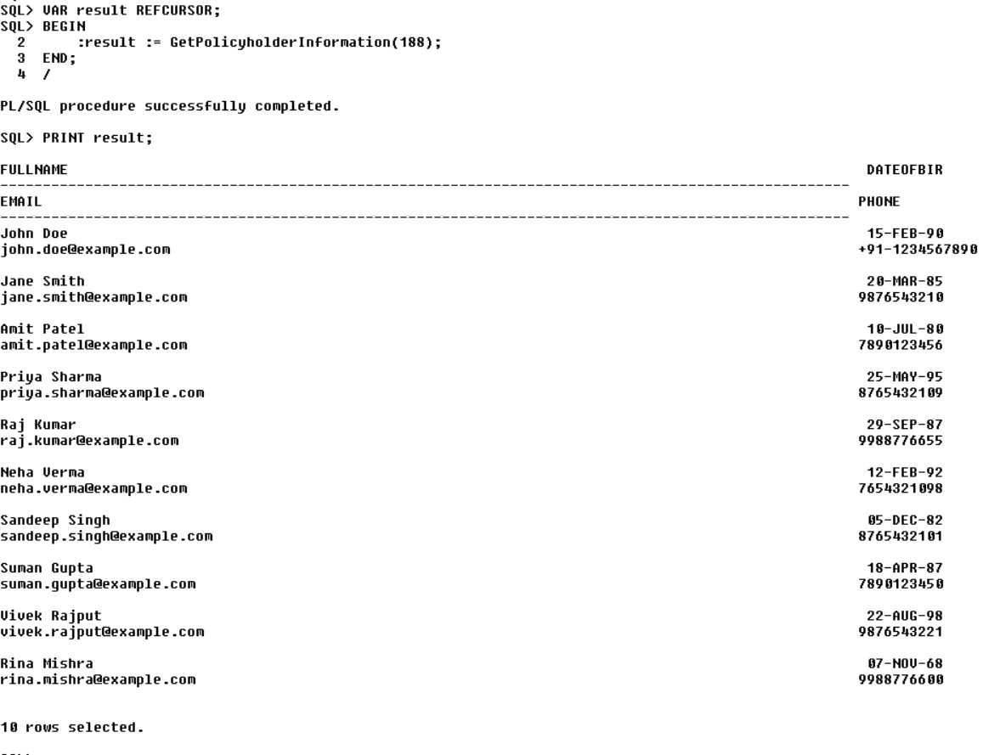 SQL> VAR result REFCURSOR;
SQL> BEGIN
  2      :result := GetPolicyholderInformation(188);
  3  END;
  4  /
PL/SQL procedure successfully completed.
SQL> PRINT result;
FULLNAME DATEOFBIR
----------------------------------------------------------------------------------------------------
EMAIL PHONE
----------------------------------------------------------------------------------------------------
John Doe 15-FEB-90
john.doe@example.com +91-1234567890
Jane Smith 20-MAR-85
jane.smith@example.com 9876543210
Amit Patel 10-JUL-80
amit.patel@example.com 7890123456
Priya Sharma 25-MAY-95
priya.sharma@example.com 8765432109
Raj Kumar 29-SEP-87
raj.kumar@example.com 9988776655
Neha Verma 12-FEB-92
neha.verma@example.com 7654321098
Sandeep Singh 05-DEC-82
sandeep.singh@example.com 8765432101
Suman Gupta 18-APR-87
suman.gupta@example.com 7890123450
Vivek Rajput 22-AUG-98
vivek.rajput@example.com 9876543221
Rina Mishra 07-NOV-68
rina.mishra@example.com 9988776600
10 rows selected.